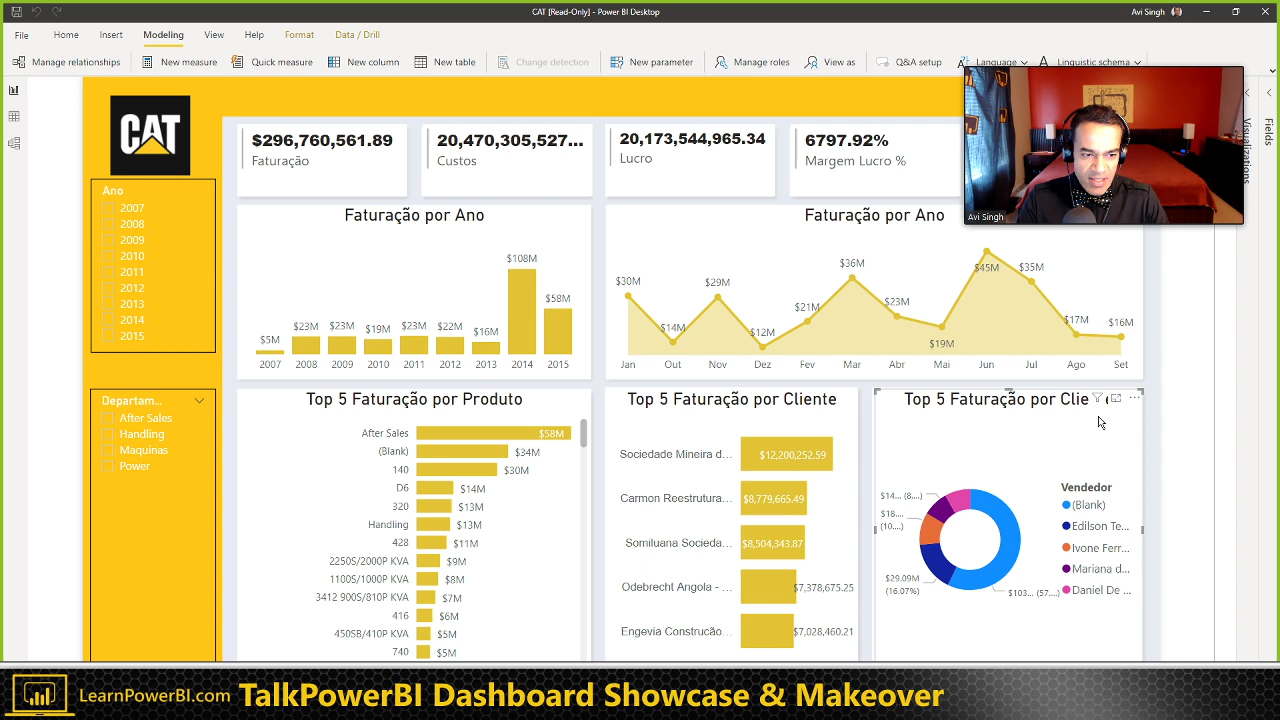 CAT [Read-Only] - Power BI Desktop
Avi Singh
File Home Insert Modeling View Help Format Data / Drill
Manage relationships New measure Quick measure New column New table Change detection New parameter Manage roles View as Q&A setup Language Linguistic schema
CAT
$296,760,561.89
Faturação
20,470,305,527...
Custos
20,173,544,965.34
Lucro
6797.92%
Margem Lucro %
Avi Singh
Visualizations
Fields
Ano
2007
2008
2009
2010
2011
2012
2013
2014
2015
Faturação por Ano
$5M $23M $23M $19M $23M $22M $16M $108M $58M
2007 2008 2009 2010 2011 2012 2013 2014 2015
Faturação por Ano
$30M $14M $29M $12M $21M $36M $23M $19M $45M $35M $17M $16M
Jan Out Nov Dez Fev Mar Abr Mai Jun Jul Ago Set
Departam...
After Sales
Handling
Maquinas
Power
Top 5 Faturação por Produto
After Sales $58M
(Blank) $34M
140 $30M
D6 $14M
320 $13M
Handling $13M
428 $11M
2250S/2000P KVA $9M
1100S/1000P KVA $8M
3412 900S/810P KVA $7M
416 $6M
450SB/410P KVA $5M
740 $5M
Top 5 Faturação por Cliente
Sociedade Mineira d... $12,200,252.59
Carmon Reestrutura... $8,779,665.49
Somiluana Socieda... $8,504,343.87
Odebrecht Angola - ... $7,378,675.25
Engevia Construcão... $7,028,460.21
Top 5 Faturação por Clie
$14... (8....)
$18....
(10....)
$29.09M
(16.07%)
$103... (57....)
Vendedor
(Blank)
Edilson Te...
Ivone Ferr...
Mariana d...
Daniel De ...
LearnPowerBI.com TalkPowerBI Dashboard Showcase & Makeover